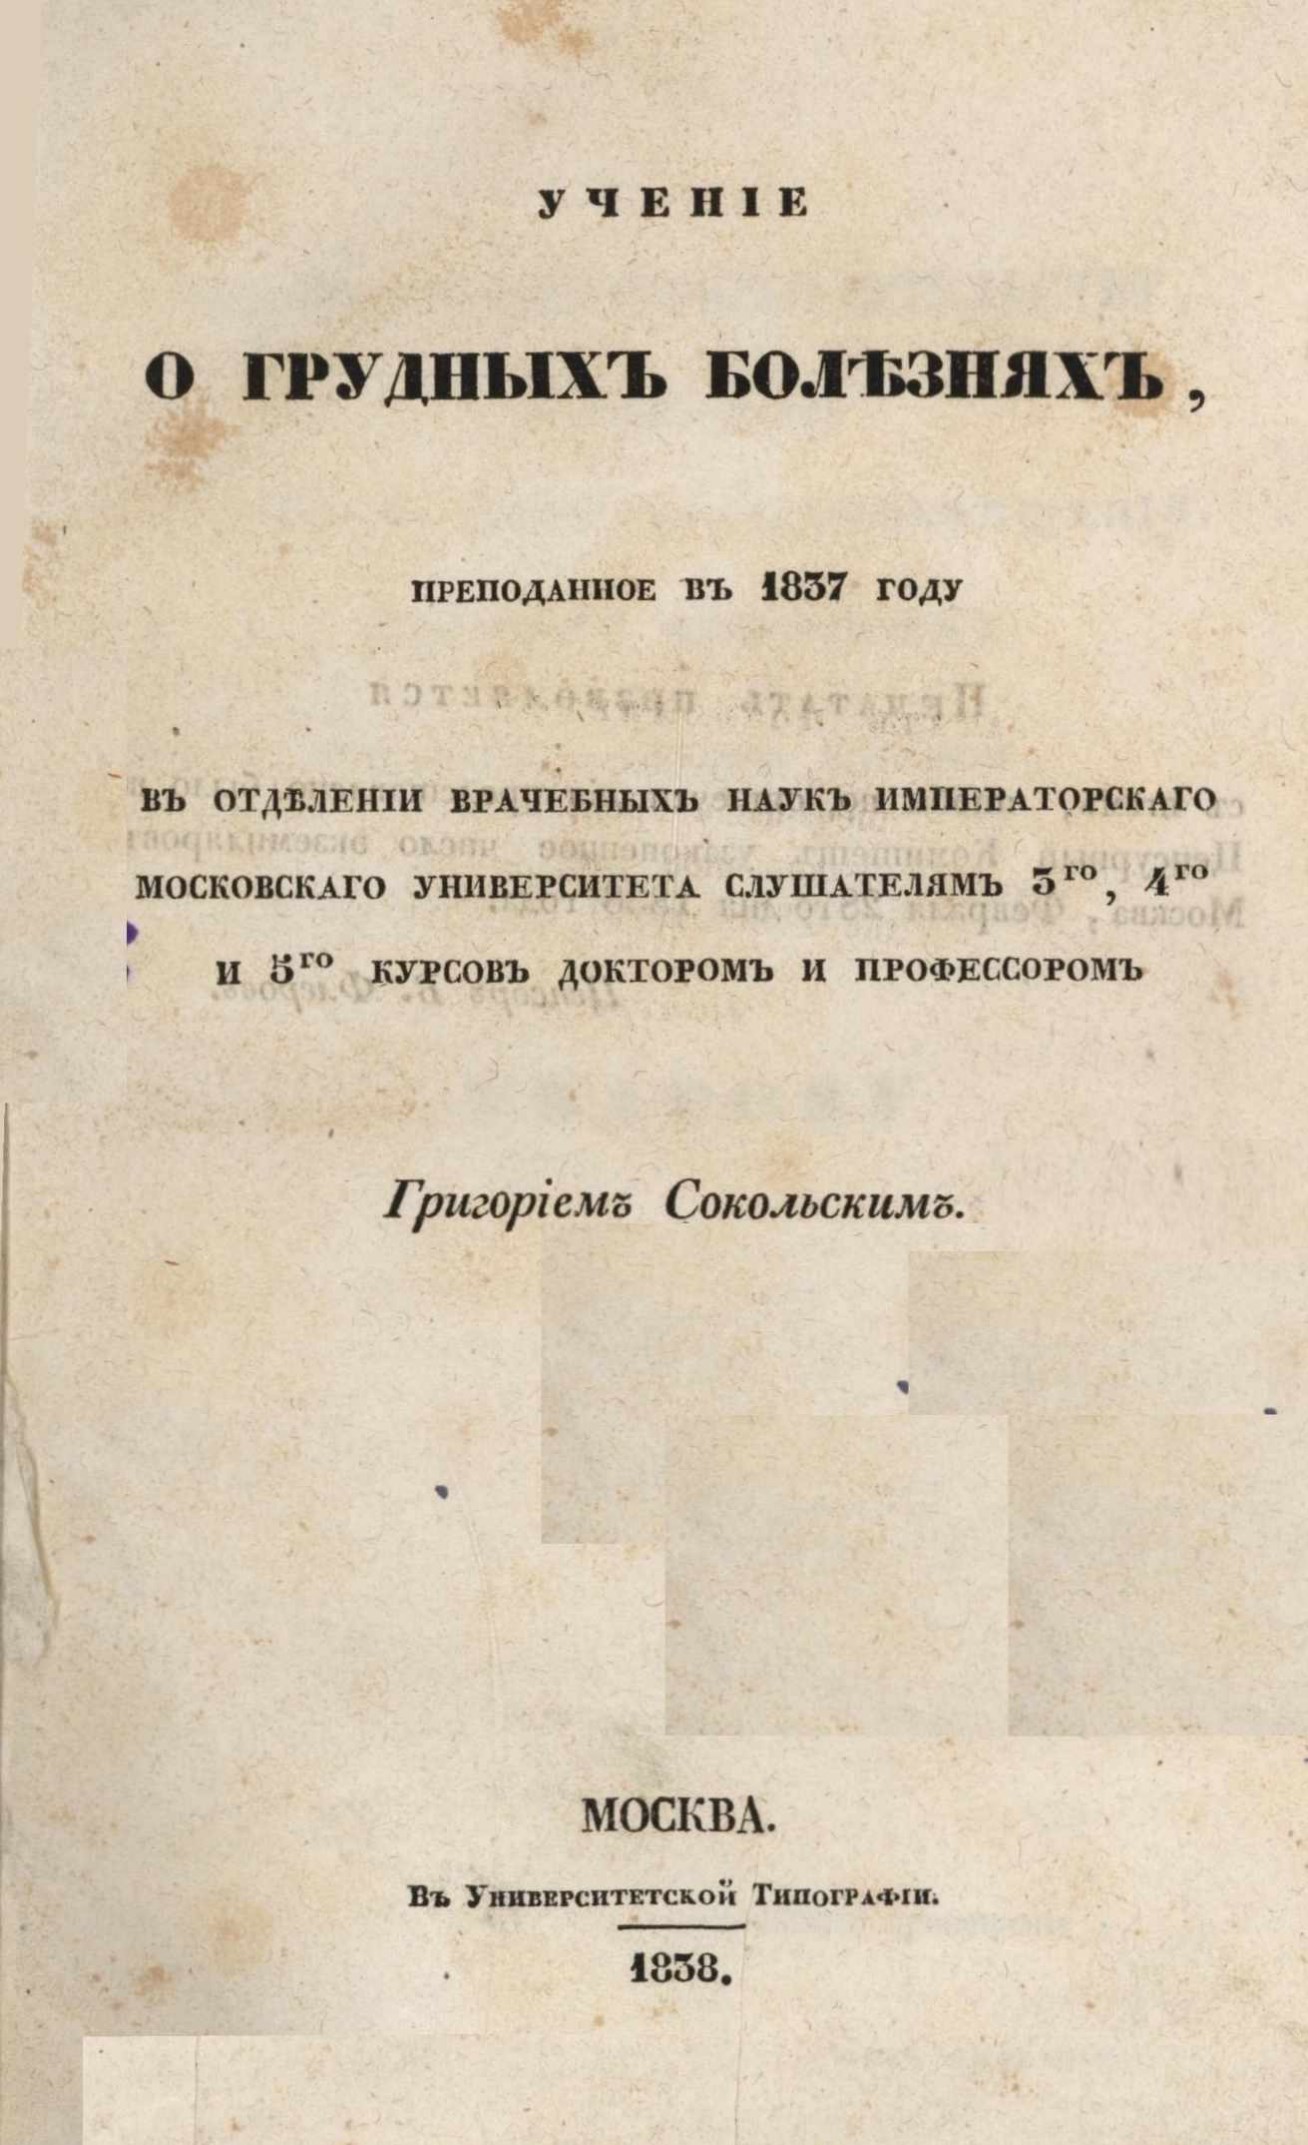 УЧЕНІЕ
О ГРУДНЫХЪ БОЛѢЗНЯХЪ,
ПРЕПОДАННОЕ ВЪ 1837 ГОДУ
ВЪ ОТДѢЛЕНІИ ВРАЧЕБНЫХЪ НАУКЪ ИМПЕРАТОРСКАГО
МОСКОВСКАГО УНИВЕРСИТЕТА СЛУШАТЕЛЯМЪ 3го, 4го
И 5го КУРСОВЪ ДОКТОРОМЪ И ПРОФЕССОРОМЪ
Григоріемъ Сокольскимъ.
МОСКВА.
Въ Университетской Типографіи.
1838.